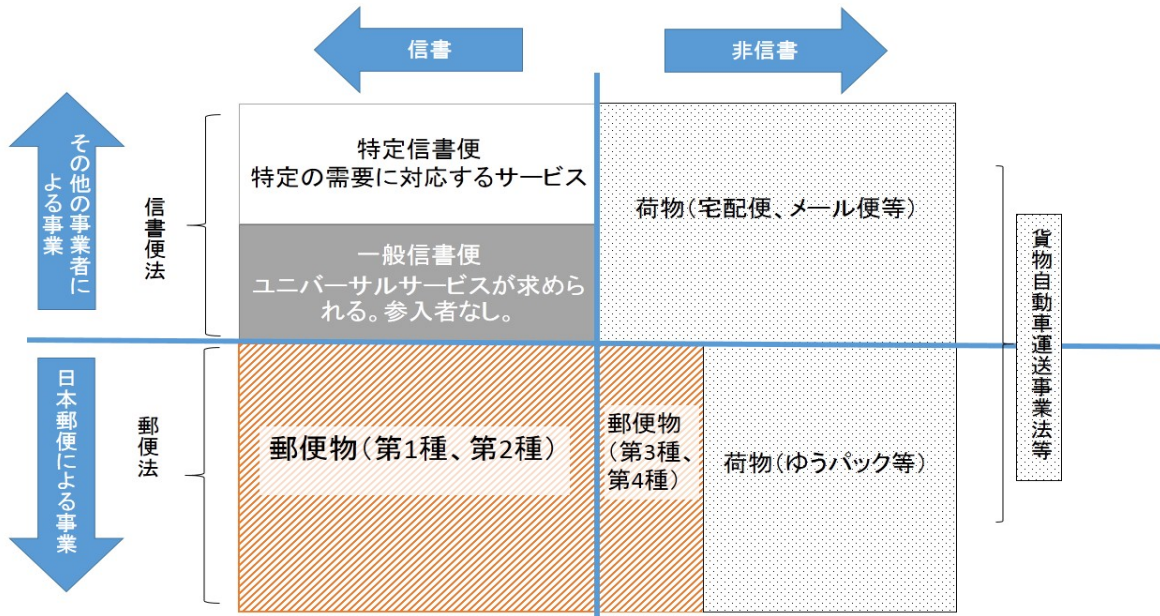 信書
非信書
その他の事業者に
よる事業
信書便法
特定信書便
特定の需要に対応するサービス
一般信書便
ユニバーサルサービスが求めら
れる。参入者なし。
荷物（宅配便、メール便等）
貨物自動車運送事業法等
日本郵便による事業
郵便法
郵便物（第1種、第2種）
郵便物
（第3種、
第4種）
荷物（ゆうパック等）